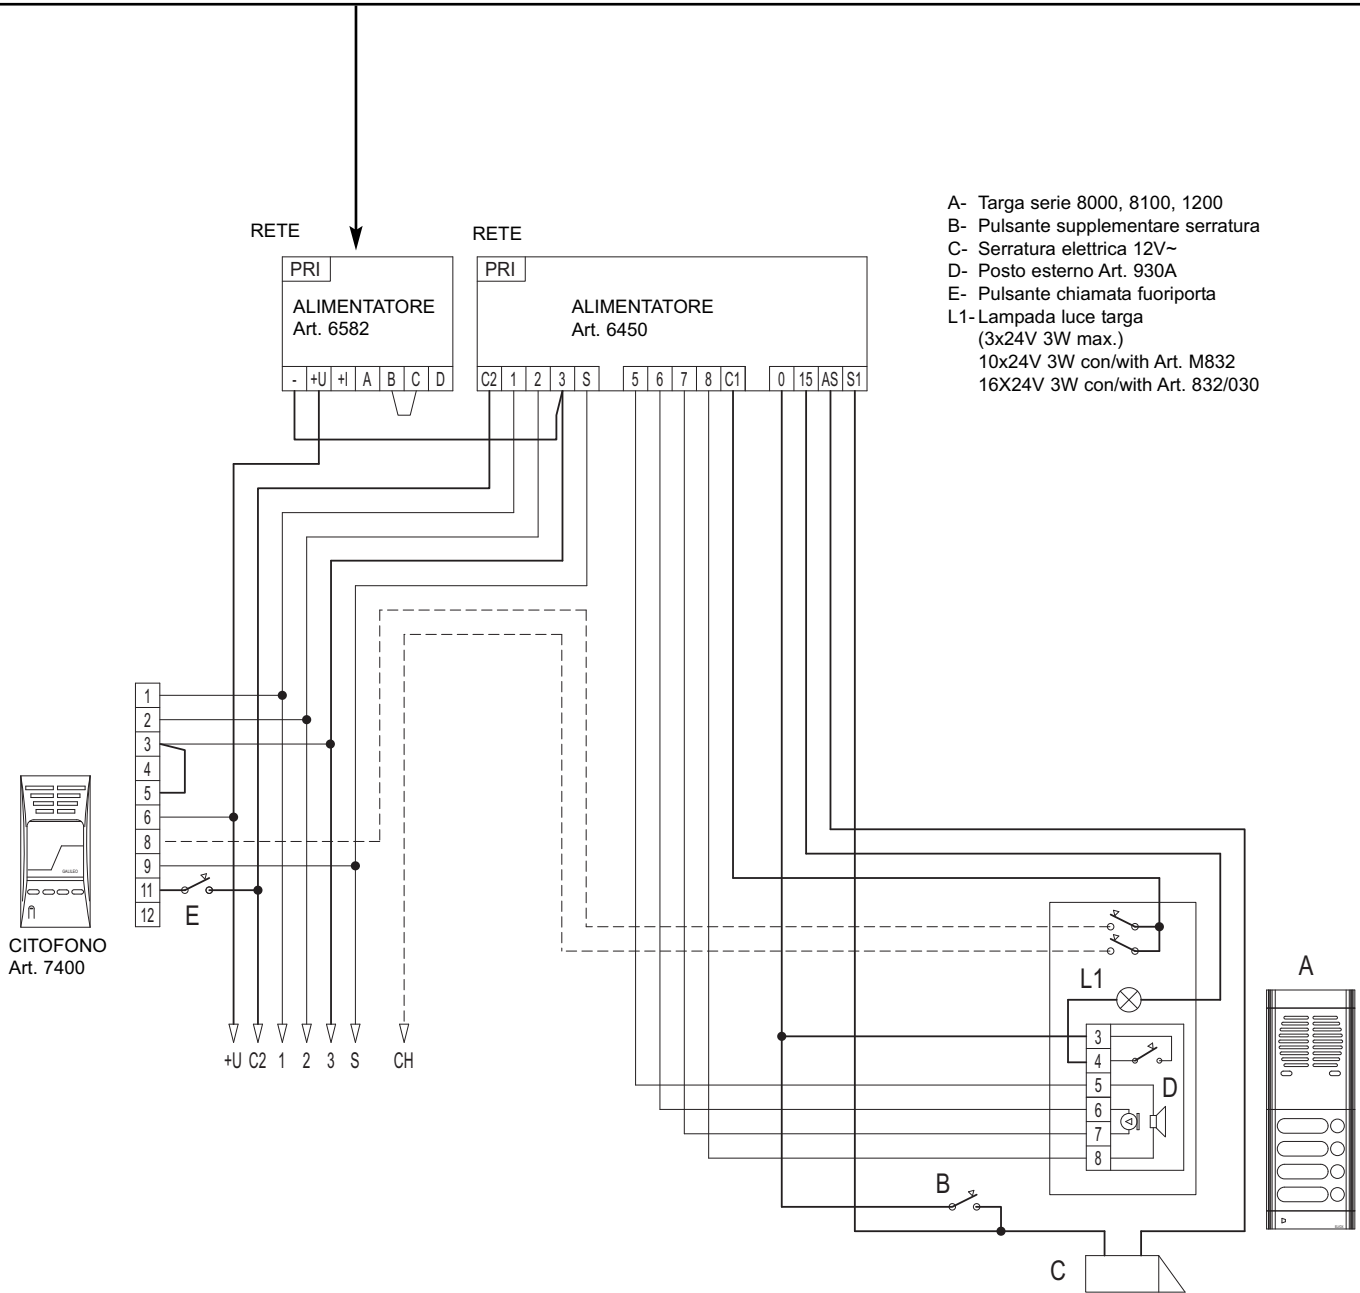 RETE
RETE
A- Targa serie 8000, 8100, 1200
B- Pulsante supplementare serratura
C- Serratura elettrica 12V~
D- Posto esterno Art. 930A
E- Pulsante chiamata fuoriporta
L1- Lampada luce targa
(3x24V 3W max.)
10x24V 3W con/with Art. M832
16X24V 3W con/with Art. 832/030
PRI
ALIMENTATORE
Art. 6582
- +U +I A B C D
PRI
ALIMENTATORE
Art. 6450
C2 1 2 3 S 5 6 7 8 C1 0 15 AS S1
1
2
3
4
5
6
8
9
11
12
E
GALILEO
CITOFONO
Art. 7400
+U C2 1 2 3 S CH
L1
3
4
5
6
7
8
D
B
C
A